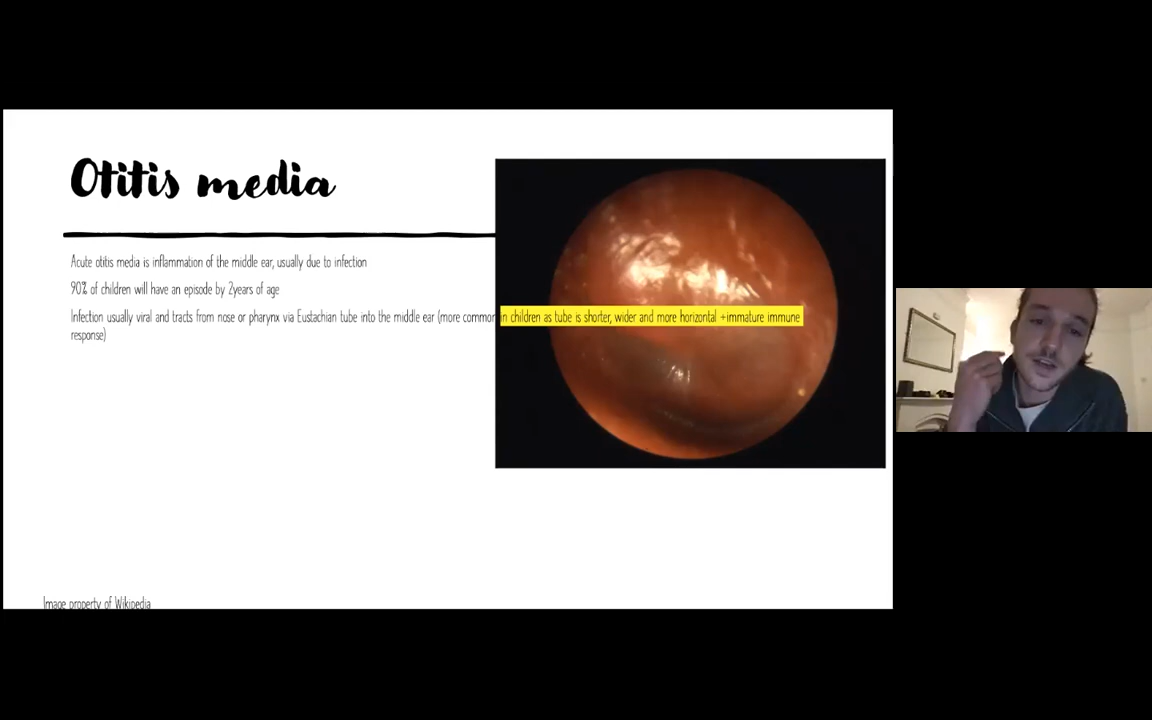 Otitis media
Acute otitis media is inflammation of the middle ear, usually due to infection
90% of children will have an episode by 2years of age
Infection usually viral and tracts from nose or pharynx via Eustachian tube into the middle ear (more common in children as tube is shorter, wider and more horizontal +immature immune
response)
Image property of Wikipedia